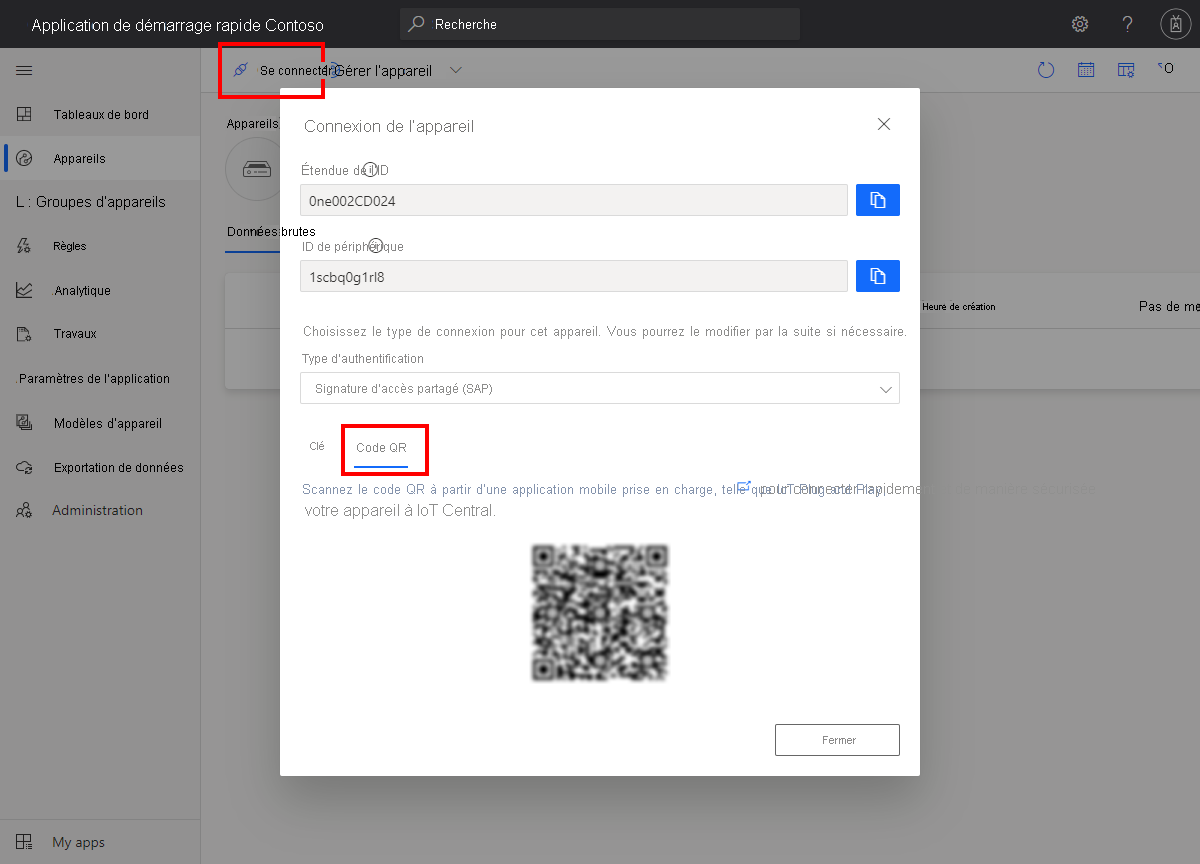 Application de démarrage rapide Contoso
Recherche
Se connecter
Gérer l'appareil
Tableaux de bord
Appareils
L : Groupes d'appareils
Règles
Analytique
Travaux
Paramètres de l'application
Modèles d'appareil
Exportation de données
Administration
My apps
Appareils
Données brutes
Heure de création
Pas de me
Connexion de l'appareil
Étendue de l'ID
0ne002CD024
ID de périphérique
1scbq0g1rl8
Choisissez le type de connexion pour cet appareil. Vous pourrez le modifier par la suite si nécessaire.
Type d'authentification
Signature d'accès partagé (SAP)
Clé
Code QR
Scannez le code QR à partir d'une application mobile prise en charge, telle que IoT Plug and Play, pour connecter rapidement
votre appareil à IoT Central.
Fermer